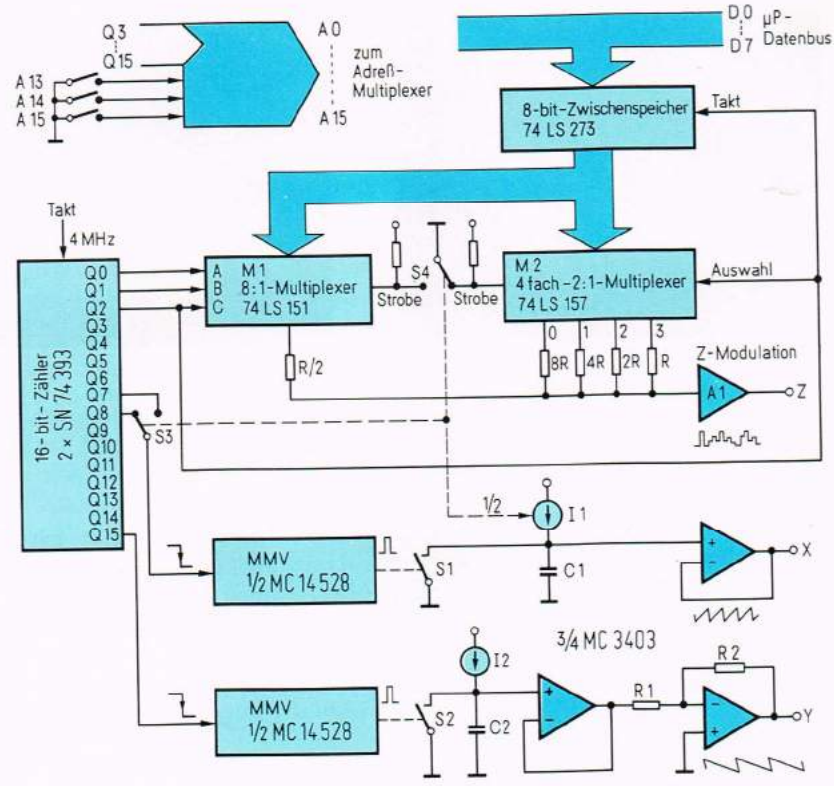 Q3
Q15
A 13
A 14
A 15
A 0
A 15
zum
Adreß-
Multiplexer
D0
D7
µP-
Datenbus
8-bit-Zwischenspeicher
74 LS 273
Takt
Takt
4 MHz
16-bit-Zähler
2 × SN 74393
Q0
Q1
Q2
Q3
Q4
Q5
Q6
Q7
Q8
Q9
Q10
Q11
Q12
Q13
Q14
Q15
A
B
C
M1
8:1-Multiplexer
74 LS 151
Strobe
S4
Strobe
M2
4fach-2:1-Multiplexer
74 LS 157
Auswahl
R/2
0
1
2
3
8R
4R
2R
R
Z-Modulation
A1
Z
S3
1/2
I1
MMV
1/2 MC 14528
S1
C1
+
-
X
3/4 MC 3403
I2
MMV
1/2 MC 14528
S2
C2
+
-
R1
R2
-
+
Y